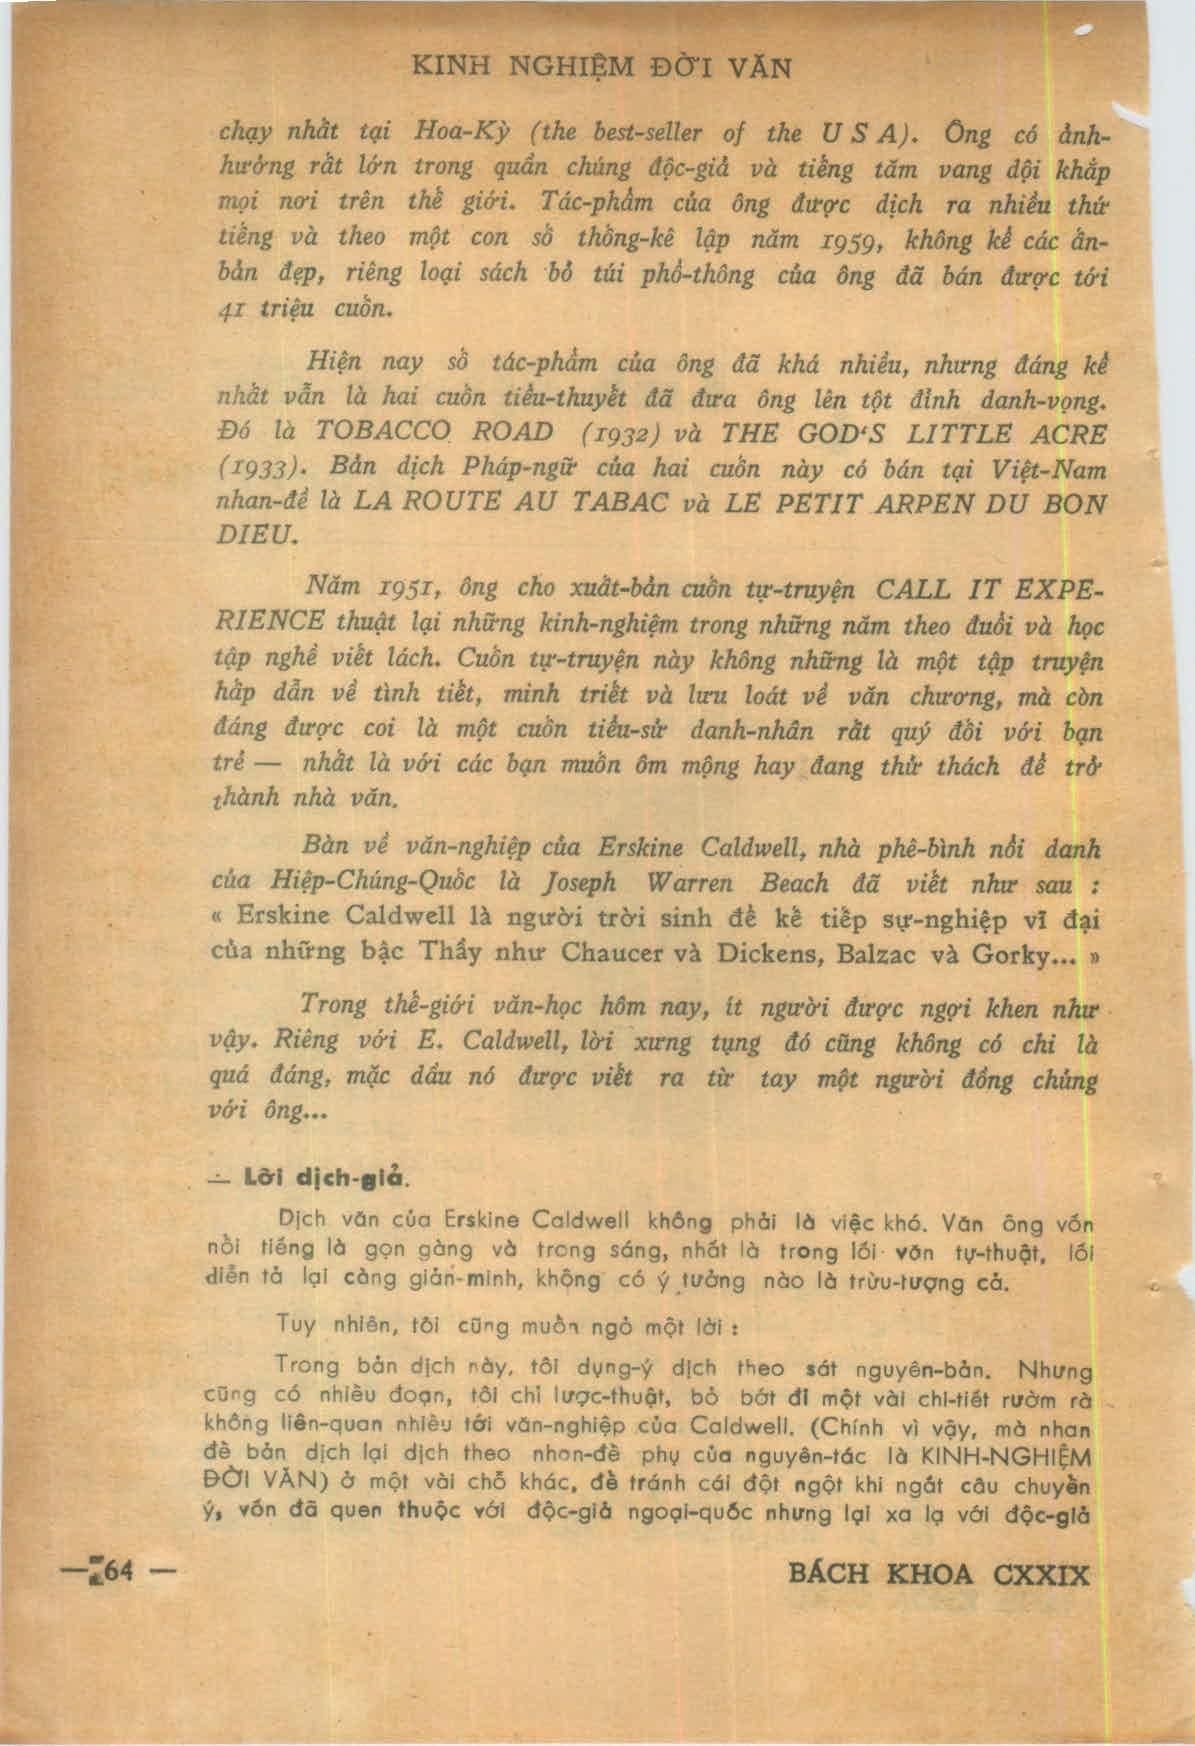 KINH NGHIỆM ĐỜI VĂN
chạy nhất tại Hoa-Kỳ (the best-seller of the U S A). Ông có ảnh-
hưởng rất lớn trong quần chúng độc-giả và tiếng tăm vang dội khắp
mọi nơi trên thế giới. Tác-phẩm của ông được dịch ra nhiều thứ
tiếng và theo một con số thống-kê lập năm 1959, không kể các ấn-
bản đẹp, riêng loại sách bỏ túi phổ-thông của ông đã bán được tới
41 triệu cuốn.
Hiện nay số tác-phẩm của ông đã khá nhiều, nhưng đáng kể
nhất vẫn là hai cuốn tiểu-thuyết đã đưa ông lên tột đỉnh danh-vọng.
Đó là TOBACCO ROAD (1932) và THE GOD'S LITTLE ACRE
(1933). Bản dịch Pháp-ngữ của hai cuốn này có bán tại Việt-Nam
nhan-đề là LA ROUTE AU TABAC và LE PETIT ARPEN DU BON
DIEU.
Năm 1951, ông cho xuất-bản cuốn tự-truyện CALL IT EXPE-
RIENCE thuật lại những kinh-nghiệm trong những năm theo đuổi và học
tập nghề viết lách. Cuốn tự-truyện này không những là một tập truyện
hấp dẫn về tình tiết, minh triết và lưu loát về văn chương, mà còn
đáng được coi là một cuốn tiểu-sử danh-nhân rất quý đối với bạn
trẻ — nhất là với các bạn muốn ôm mộng hay đang thử thách để trở
thành nhà văn.
Bàn về văn-nghiệp của Erskine Caldwell, nhà phê-bình nổi danh
của Hiệp-Chúng-Quốc là Joseph Warren Beach đã viết như sau :
« Erskine Caldwell là người trời sinh để kế tiếp sự-nghiệp vĩ đại
của những bậc Thầy như Chaucer và Dickens, Balzac và Gorky... »
Trong thế-giới văn-học hôm nay, ít người được ngợi khen như
vậy. Riêng với E. Caldwell, lời xưng tụng đó cũng không có chi là
quá đáng, mặc dầu nó được viết ra từ tay một người đồng chủng
với ông...
— Lời dịch-giả.
Dịch văn của Erskine Caldwell không phải là việc khó. Văn ông vốn
nổi tiếng là gọn gàng và trong sáng, nhất là trong lối văn tự-thuật, lối
diễn tả lại càng giản-minh, không có ý tưởng nào là trừu-tượng cả.
Tuy nhiên, tôi cũng muốn ngỏ một lời :
Trong bản dịch này, tôi dụng-ý dịch theo sát nguyên-bản. Nhưng
cũng có nhiều đoạn, tôi chỉ lược-thuật, bỏ bớt đi một vài chi-tiết rườm rà
không liên-quan nhiều tới văn-nghiệp của Caldwell. (Chính vì vậy, mà nhan
đề bản dịch lại dịch theo nhan-đề phụ của nguyên-tác là KINH-NGHIỆM
ĐỜI VĂN) ở một vài chỗ khác, để tránh cái đột ngột khi ngắt câu chuyển
ý, vốn đã quen thuộc với độc-giả ngoại-quốc nhưng lại xa lạ với độc-giả
— 64 —
BÁCH KHOA CXXIX